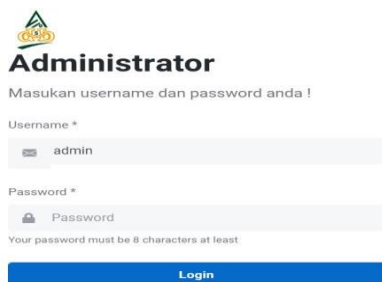 Administrator
Masukan username dan password anda !
Username *
admin
Password *
Password
Your password must be 8 characters at least
Login